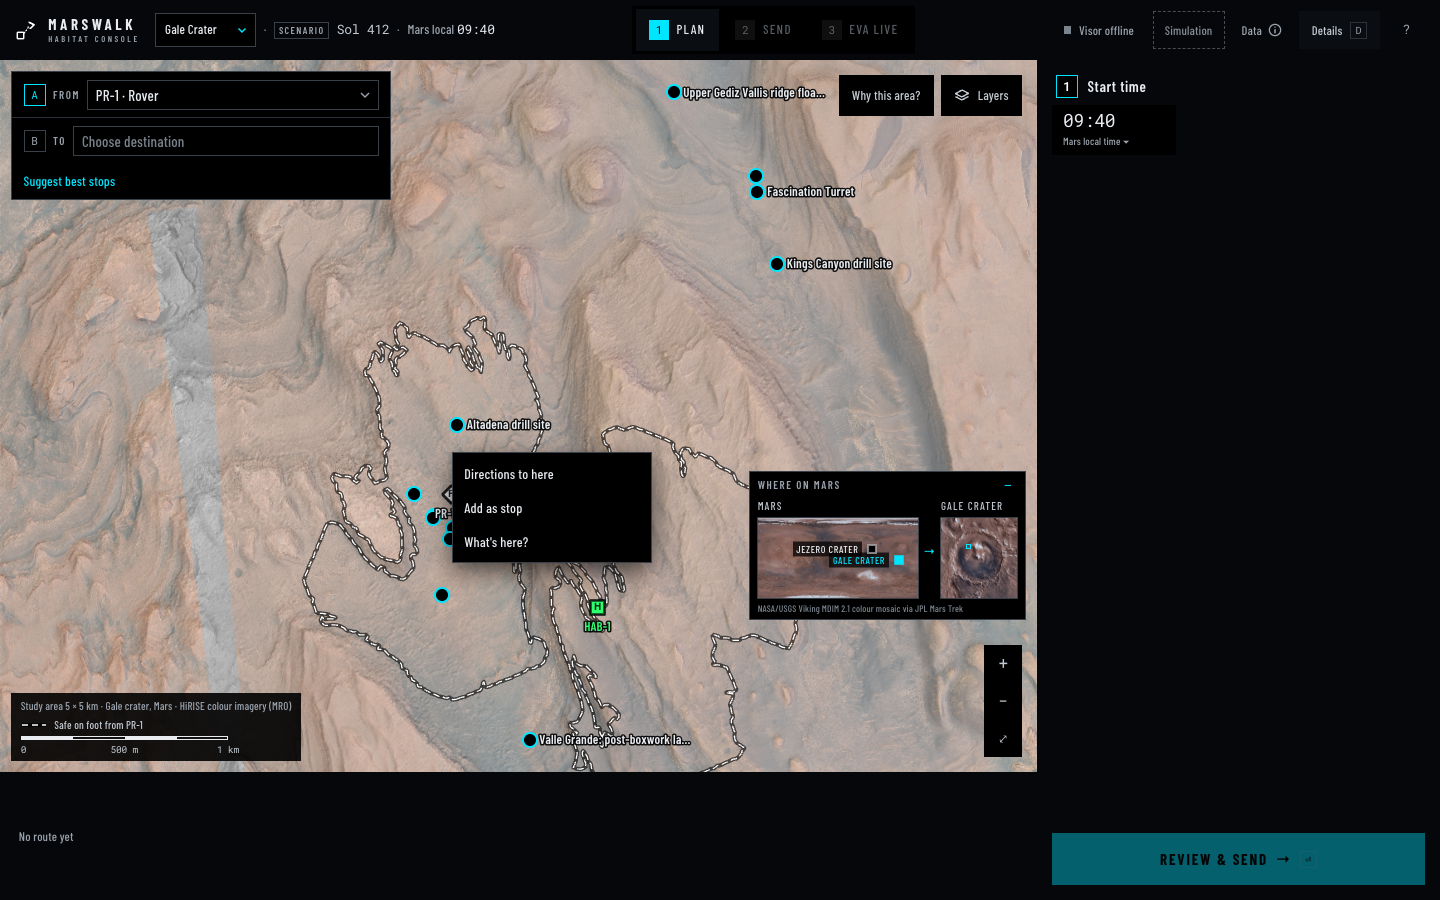 MARSWALK
HABITAT CONSOLE
Gale Crater
· SCENARIO Sol 412 · Mars local 09:40
1 PLAN
2 SEND
3 EVA LIVE
Visor offline
Simulation
Data
Details D
?
A FROM PR-1 · Rover
B TO Choose destination
Suggest best stops
Upper Gediz Vallis ridge floa...
Why this area?
Layers
Fascination Turret
Kings Canyon drill site
Altadena drill site
Directions to here
Add as stop
What's here?
PR-
H
HAB-1
Valle Grande: post-boxwork la...
WHERE ON MARS
MARS
GALE CRATER
JEZERO CRATER
GALE CRATER
→
NASA/USGS Viking MDIM 2.1 colour mosaic via JPL Mars Trek
+
−
Study area 5 × 5 km · Gale crater, Mars · HiRISE colour imagery (MRO)
Safe on foot from PR-1
0 500 m 1 km
1 Start time
09:40
Mars local time
No route yet
REVIEW & SEND →